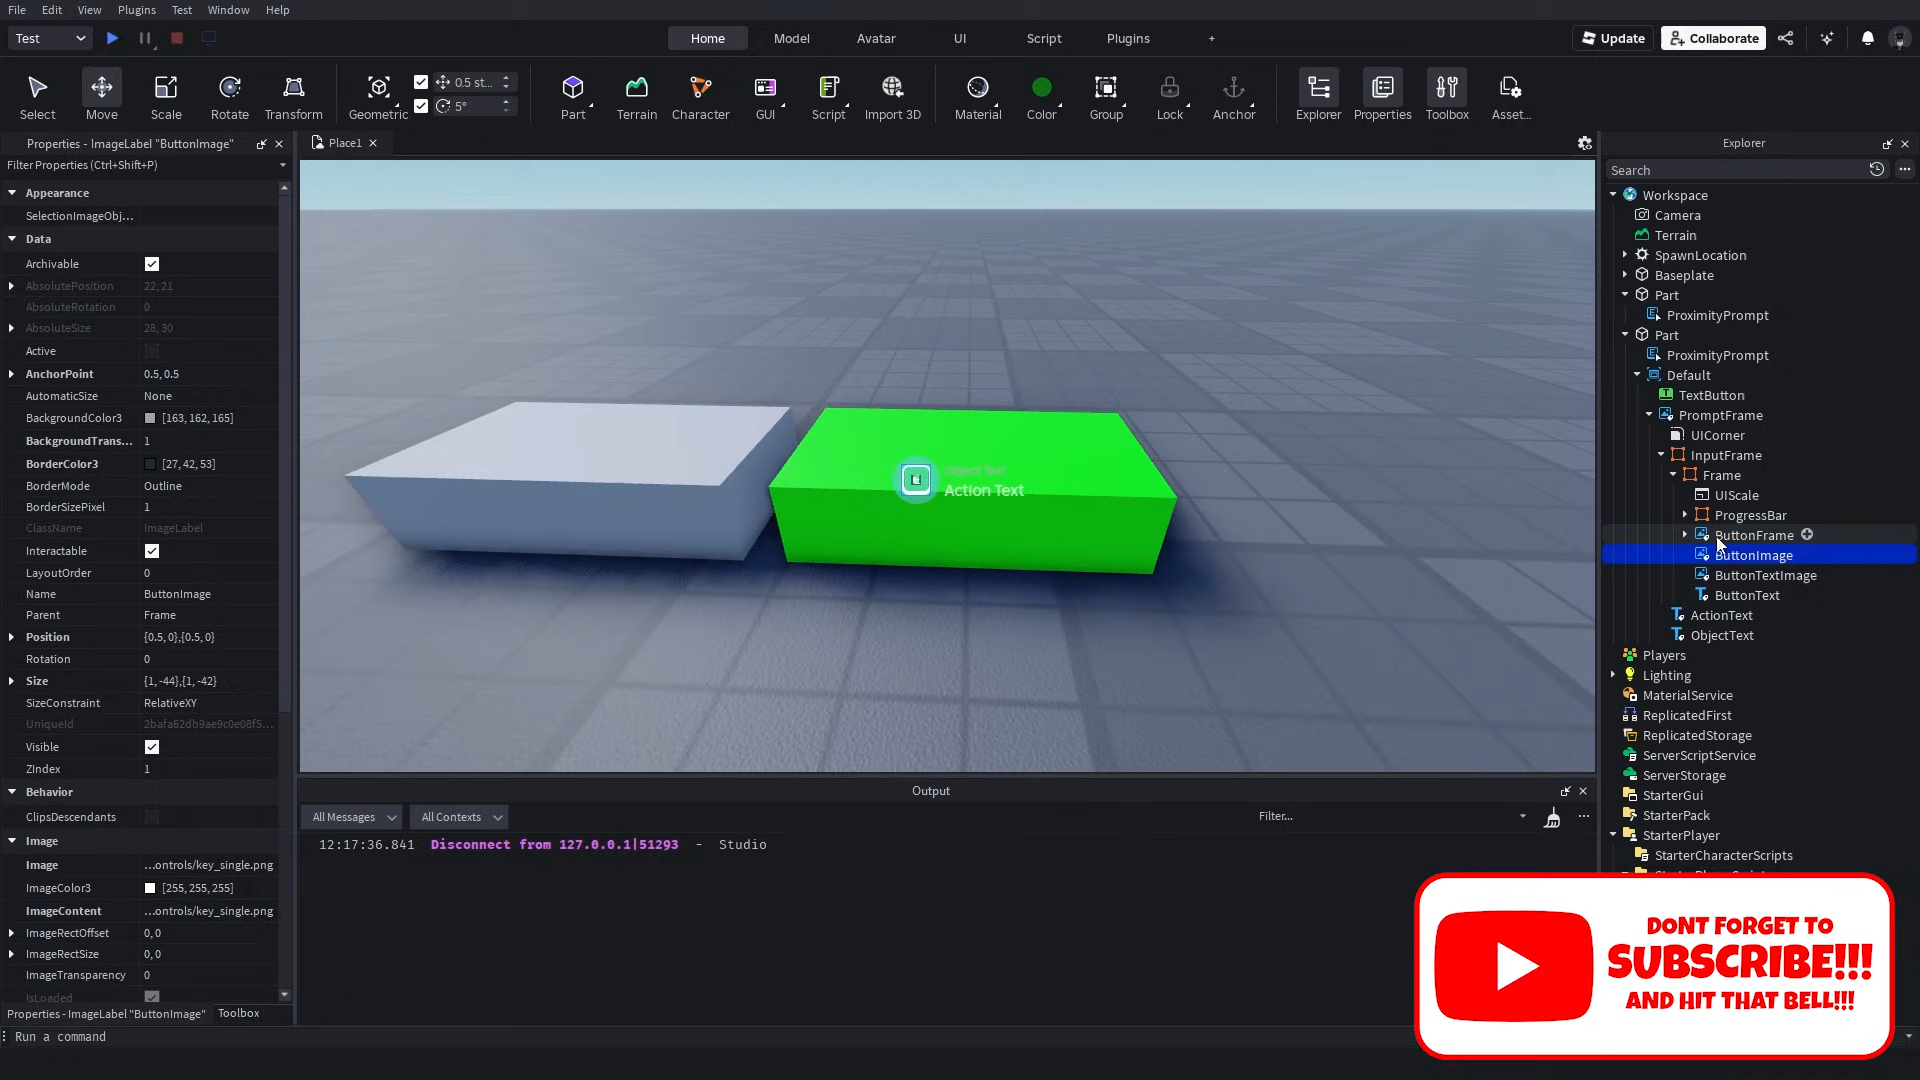 File Edit View Plugins Test Window Help
Test
Home Model Avatar UI Script Plugins +
Update Collaborate
Select Move Scale Rotate Transform Geometric 0.5 st... 5° Part Terrain Character GUI Script Import 3D Material Color Group Lock Anchor Explorer Properties Toolbox Asset...
Properties - ImageLabel "ButtonImage"
Filter Properties (Ctrl+Shift+P)
Appearance
SelectionImageObj...
Data
Archivable
AbsolutePosition 22, 21
AbsoluteRotation 0
AbsoluteSize 28, 30
Active
AnchorPoint 0.5, 0.5
AutomaticSize None
BackgroundColor3 [163, 162, 165]
BackgroundTrans... 1
BorderColor3 [27, 42, 53]
BorderMode Outline
BorderSizePixel 1
ClassName ImageLabel
Interactable
LayoutOrder 0
Name ButtonImage
Parent Frame
Position {0.5, 0},{0.5, 0}
Rotation 0
Size {1, -44},{1, -42}
SizeConstraint RelativeXY
UniqueId 2bafa62db9ae9c0e08f5...
Visible
ZIndex 1
Behavior
ClipsDescendants
Image
Image ...ontrols/key_single.png
ImageColor3 [255, 255, 255]
ImageContent ...ontrols/key_single.png
ImageRectOffset 0, 0
ImageRectSize 0, 0
ImageTransparency 0
IsLoaded
Properties - ImageLabel "ButtonImage" Toolbox
Run a command
Place1
Object Text
Action Text
Output
All Messages All Contexts Filter...
12:17:36.841 Disconnect from 127.0.0.1|51293 - Studio
Explorer
Search
Workspace
Camera
Terrain
SpawnLocation
Baseplate
Part
ProximityPrompt
Part
ProximityPrompt
Default
TextButton
PromptFrame
UICorner
InputFrame
Frame
UIScale
ProgressBar
ButtonFrame
ButtonImage
ButtonTextImage
ButtonText
ActionText
ObjectText
Players
Lighting
MaterialService
ReplicatedFirst
ReplicatedStorage
ServerScriptService
ServerStorage
StarterGui
StarterPack
StarterPlayer
StarterCharacterScripts
DONT FORGET TO
SUBSCRIBE!!!
AND HIT THAT BELL!!!